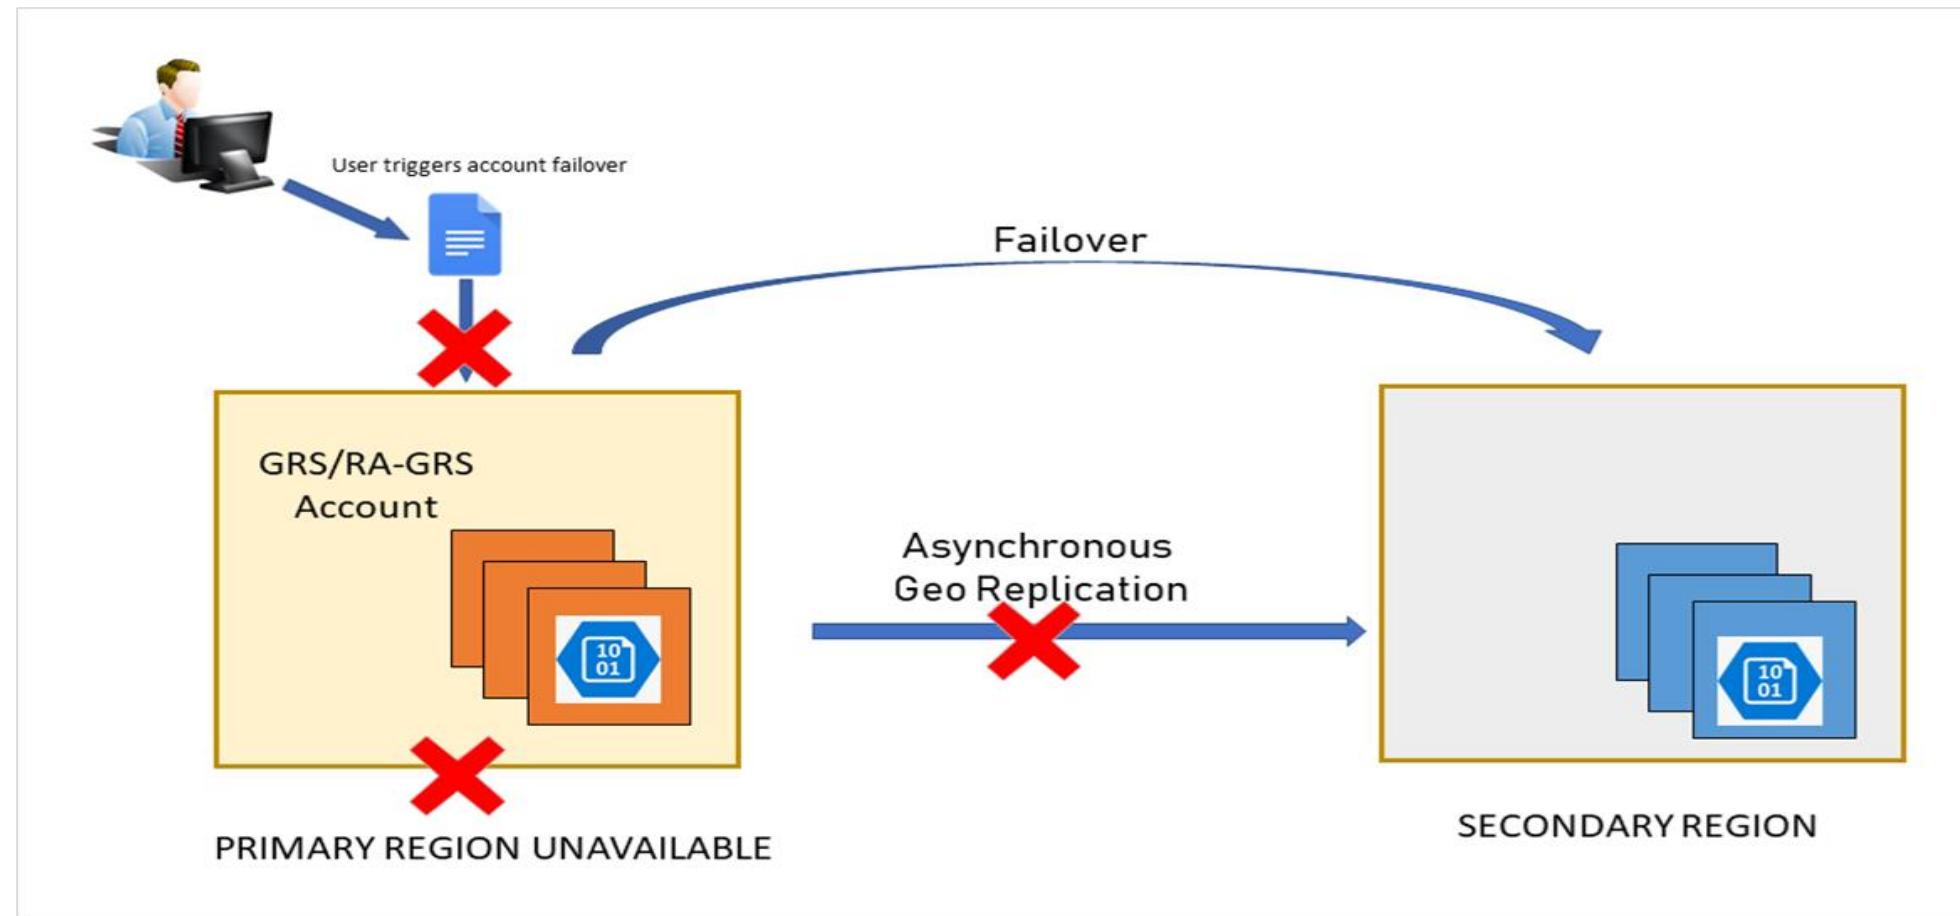 User triggers account failover
Failover
GRS/RA-GRS
Account
10
01
Asynchronous
Geo Replication
10
01
PRIMARY REGION UNAVAILABLE
SECONDARY REGION